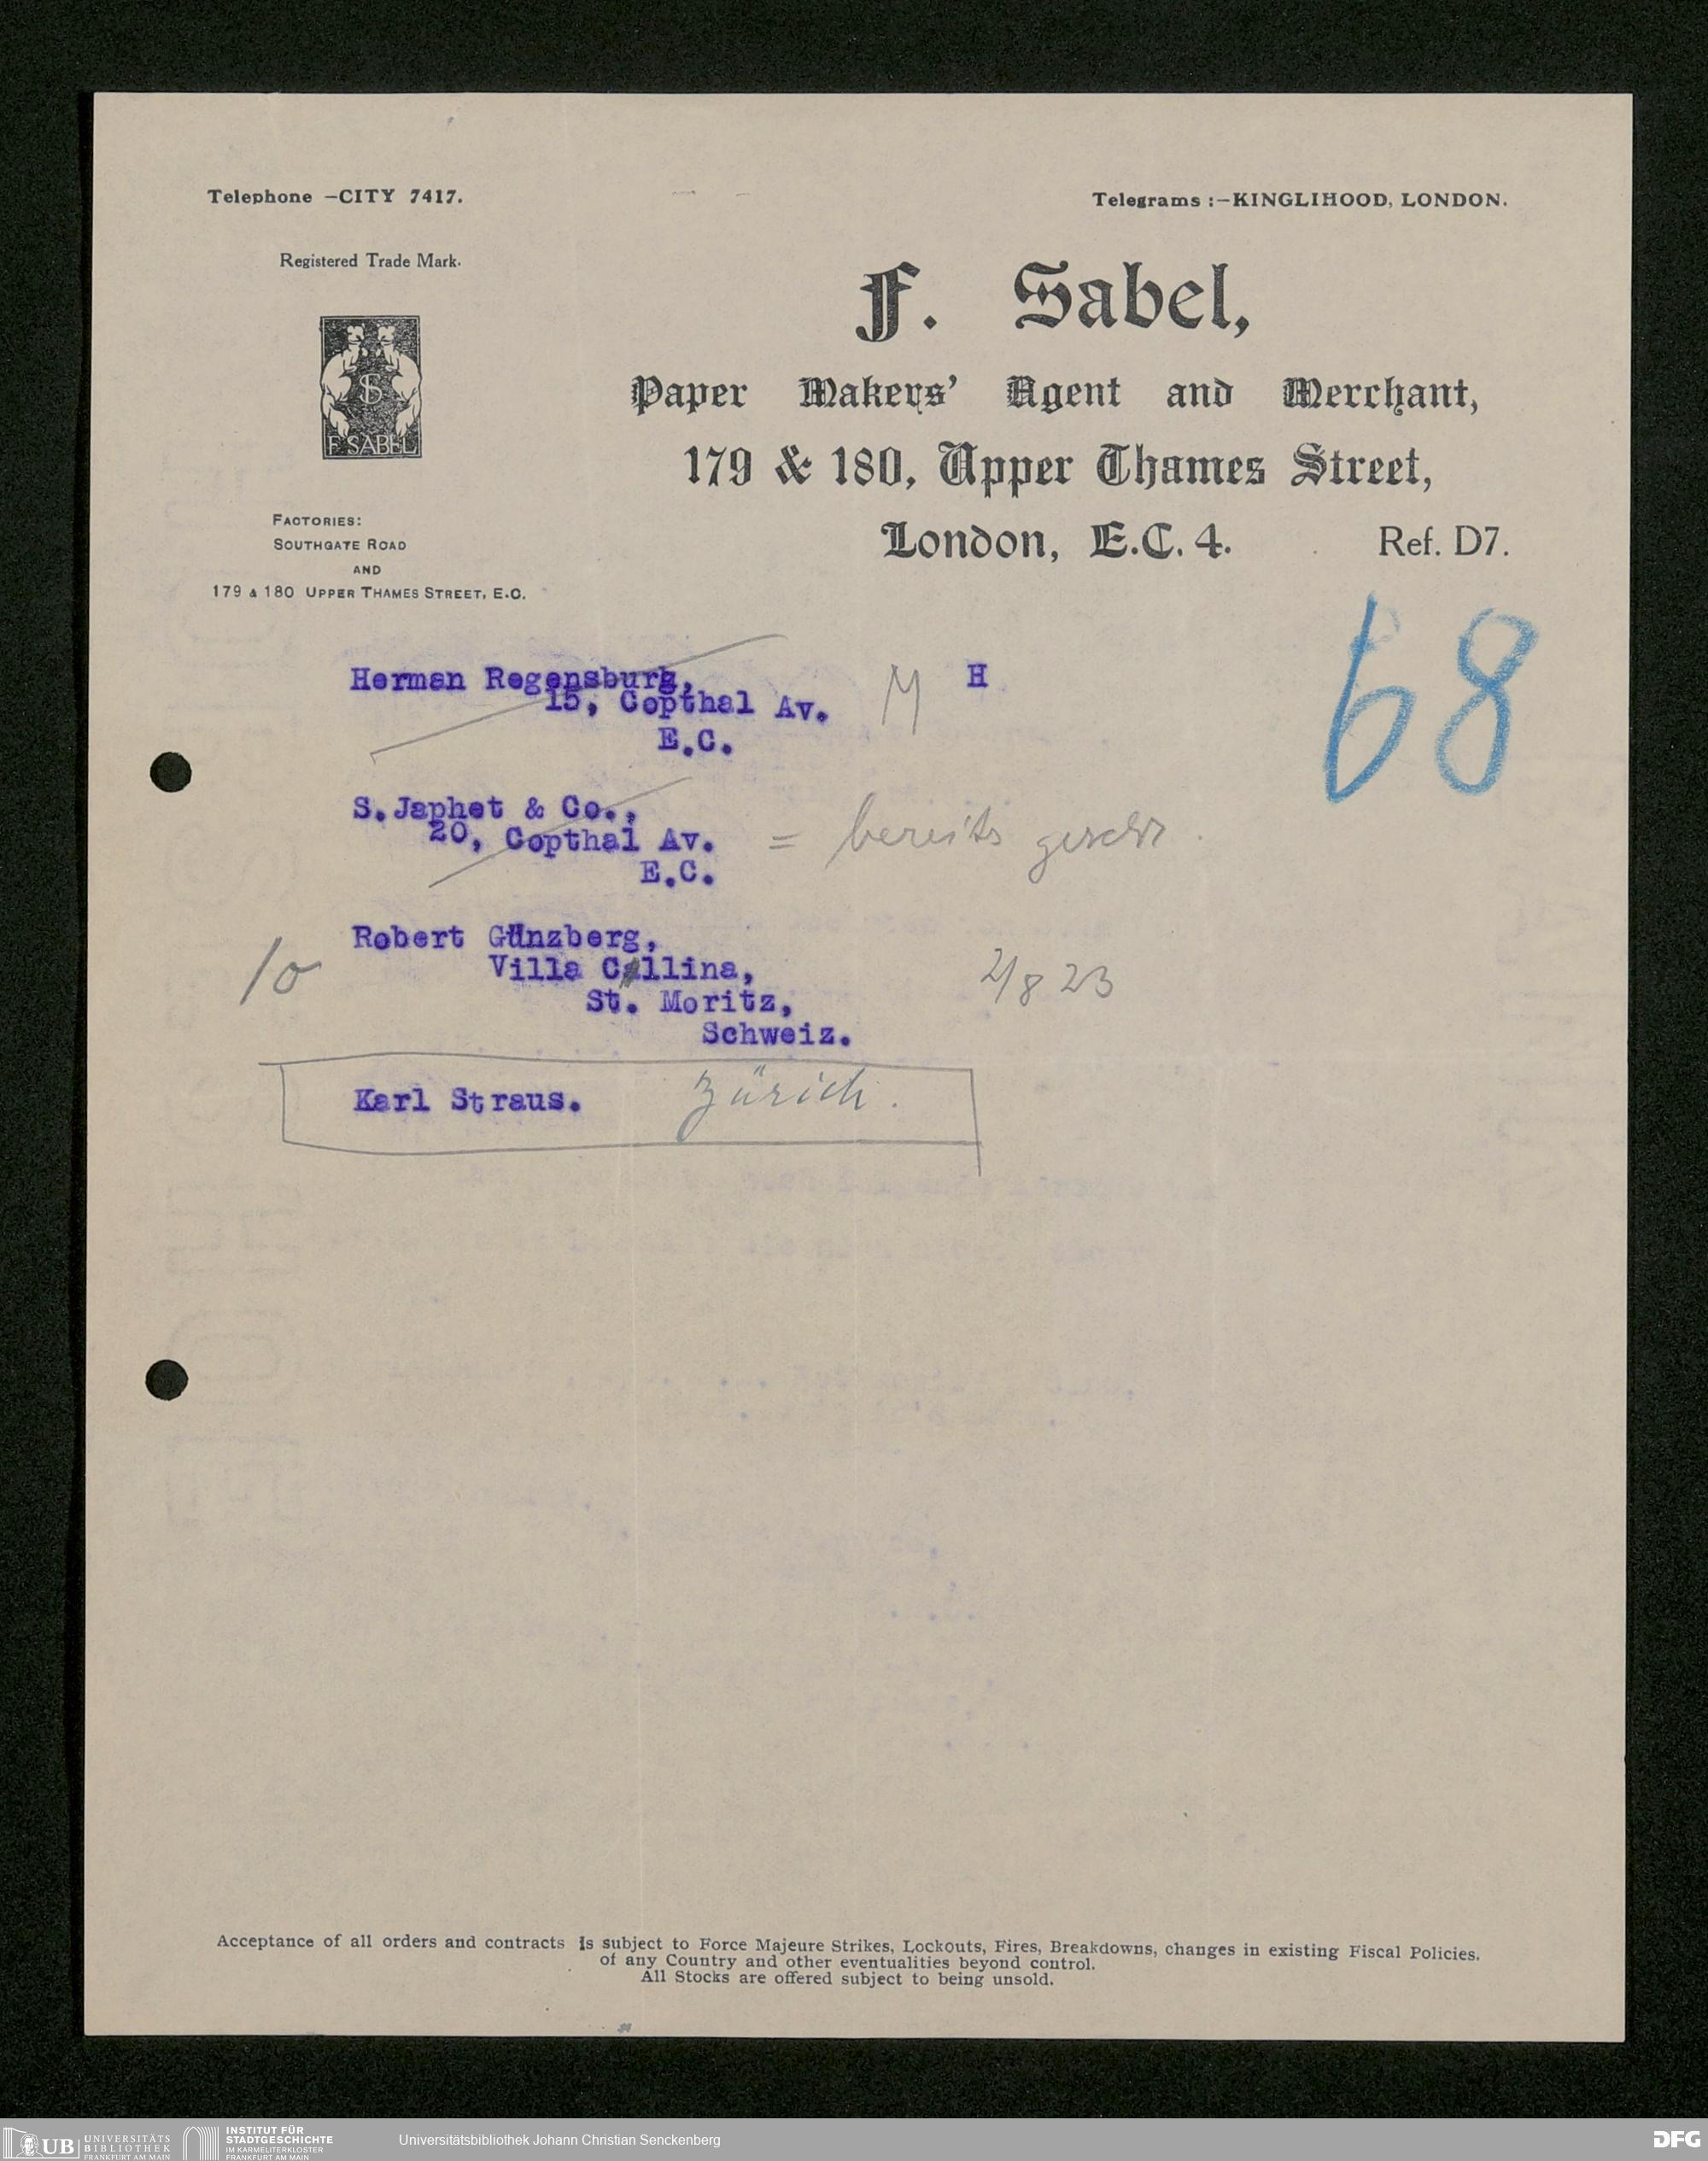 Telephone –CITY 7417.
Telegrams :–KINGLIHOOD, LONDON.
Registered Trade Mark.
FS
F. SABEL
F. Sabel,
Paper Makers' Agent and Merchant,
179 & 180, Upper Thames Street,
London, E.C. 4.
Ref. D7.
FACTORIES:
SOUTHGATE ROAD
AND
179 & 180 UPPER THAMES STREET, E.C.
68
Herman Regensburg, M H
15, Copthal Av.
E.C.
S. Japhet & Co.,
20, Copthal Av. = bereits
E.C.
Robert Günzberg,
10 Villa Collina, 2/8 23
St. Moritz,
Schweiz.
Karl Straus. Zürich.
Acceptance of all orders and contracts is subject to Force Majeure Strikes, Lockouts, Fires, Breakdowns, changes in existing Fiscal Policies.
of any Country and other eventualities beyond control.
All Stocks are offered subject to being unsold.
UB UNIVERSITÄTS BIBLIOTHEK FRANKFURT AM MAIN
INSTITUT FÜR STADTGESCHICHTE IM KARMELITERKLOSTER FRANKFURT AM MAIN
Universitätsbibliothek Johann Christian Senckenberg
DFG